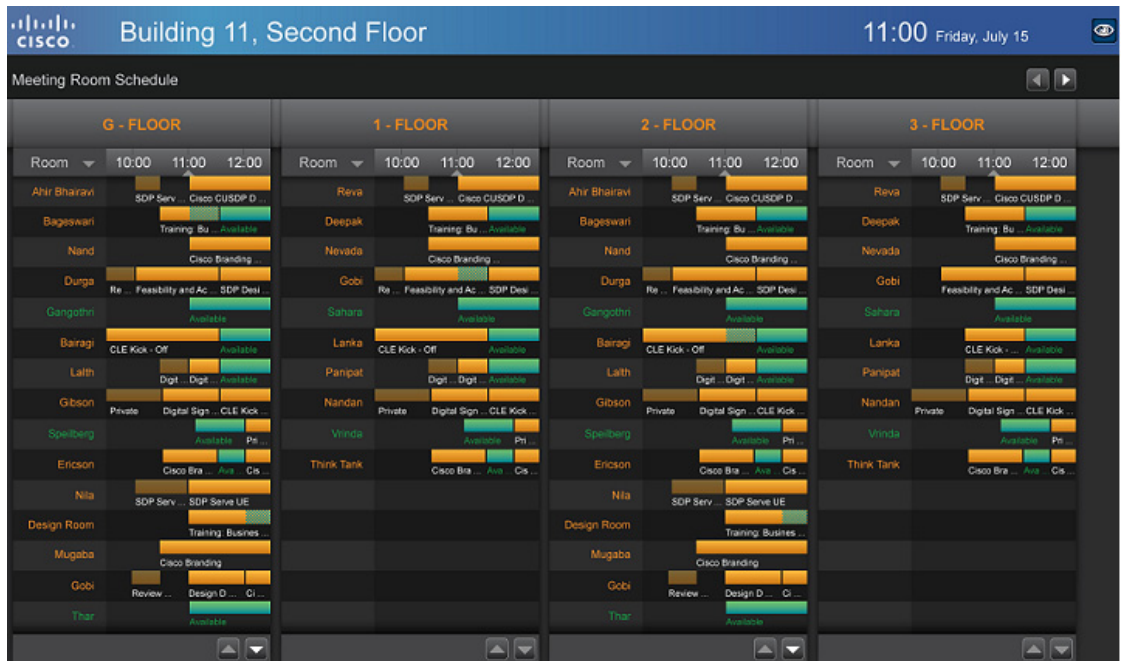 CISCO
Building 11, Second Floor
11:00 Friday, July 15
Meeting Room Schedule
G - FLOOR
Room 10:00 11:00 12:00
Ahir Bhairavi SDP Serv ... Cisco CUSDP D ...
Bageswari Training: Bu ... Available
Nand Cisco Branding ...
Durga Re ... Feasibility and Ac ... SDP Desi ...
Gangothri Available
Bairagi CLE Kick - Off Available
Lalth Digit ... Digit ... Available
Gibson Private Digital Sign ... CLE Kick ...
Speilberg Available Pri ...
Ericson Cisco Bra ... Ava ... Cis ...
Nila SDP Serv ... SDP Serve UE
Design Room Training: Busines ...
Mugaba Cisco Branding
Gobi Review ... Design D ... Ci ...
Thar Available
1 - FLOOR
Room 10:00 11:00 12:00
Reva SDP Serv ... Cisco CUSDP D ...
Deepak Training: Bu ... Available
Nevada Cisco Branding ...
Gobi Re ... Feasibility and Ac ... SDP Desi ...
Sahara Available
Lanka CLE Kick - Off Available
Panipat Digit ... Digit ... Available
Nandan Private Digital Sign ... CLE Kick ...
Vrinda Available Pri ...
Think Tank Cisco Bra ... Ava ... Cis ...
2 - FLOOR
Room 10:00 11:00 12:00
Ahir Bhairavi SDP Serv ... Cisco CUSDP D ...
Bageswari Training: Bu ... Available
Nand Cisco Branding ...
Durga Re ... Feasibility and Ac ... SDP Desi ...
Gangothri Available
Bairagi CLE Kick - Off Available
Lalth Digit ... Digit ... Available
Gibson Private Digital Sign ... CLE Kick ...
Speilberg Available Pri ...
Ericson Cisco Bra ... Ava ... Cis ...
Nila SDP Serv ... SDP Serve UE
Design Room Training: Busines ...
Mugaba Cisco Branding
Gobi Review ... Design D ... Ci ...
Thar Available
3 - FLOOR
Room 10:00 11:00 12:00
Reva SDP Serv ... Cisco CUSDP D ...
Deepak Training: Bu ... Available
Nevada Cisco Branding ...
Gobi Feasibility and Ac ... SDP Desi ...
Sahara Available
Lanka CLE Kick - ... Available
Panipat Digit ... Digit ... Available
Nandan Private Digital Sign ... CLE Kick ...
Vrinda Available Pri ...
Think Tank Cisco Bra ... Ava ... Cis ...